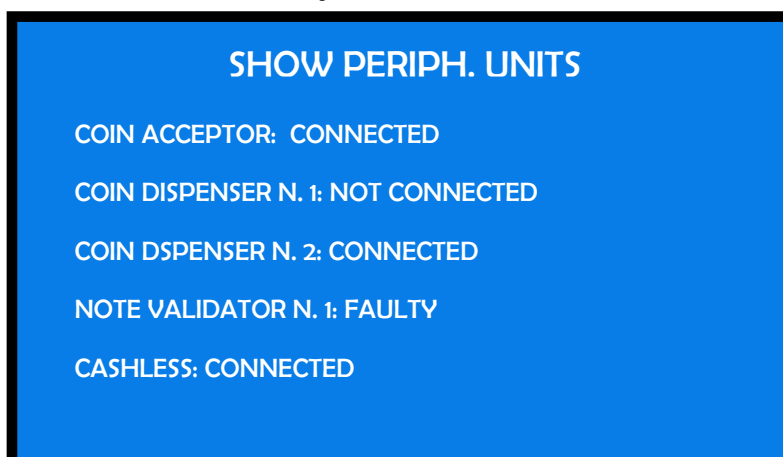 SHOW PERIPH. UNITS
COIN ACCEPTOR: CONNECTED
COIN DISPENSER N. 1: NOT CONNECTED
COIN DSPENSER N. 2: CONNECTED
NOTE VALIDATOR N. 1: FAULTY
CASHLESS: CONNECTED